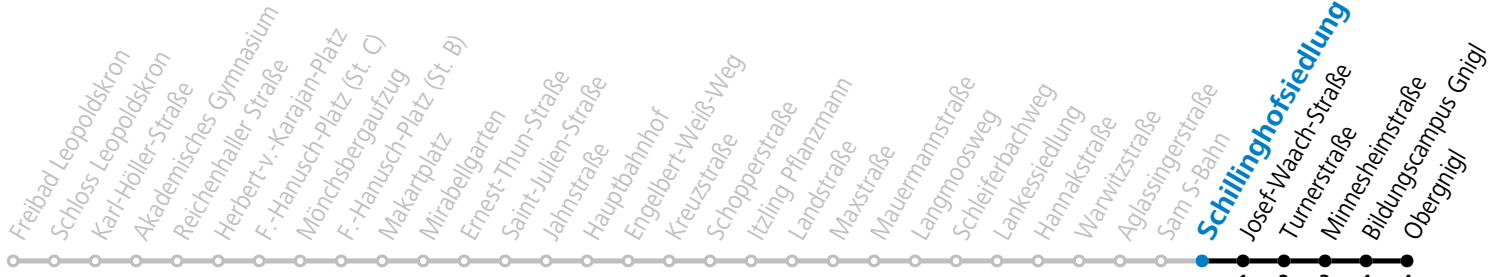 Freibad Leopoldskron
Schloss Leopoldskron
Karl-Höller-Straße
Akademisches Gymnasium
Reichenhaller Straße
Herbert-v.-Karajan-Platz
F.-Hanusch-Platz (St. C)
Mönchsbergaufzug
F.-Hanusch-Platz (St. B)
Makartplatz
Mirabellgarten
Ernest-Thun-Straße
Saint-Julien-Straße
Jahnstraße
Hauptbahnhof
Engelbert-Weiß-Weg
Kreuzstraße
Schopperstraße
Itzling Pflanzmann
Landstraße
Maxstraße
Mauermannstraße
Langmoosweg
Schleiferbachweg
Lankessiedlung
Hannakstraße
Warwitzstraße
Aglassingerstraße
Sam S-Bahn
Schillinghofsiedlung
Josef-Waach-Straße
Turnerstraße
Minnesheimstraße
Bildungscampus Gnigl
Obergnigl